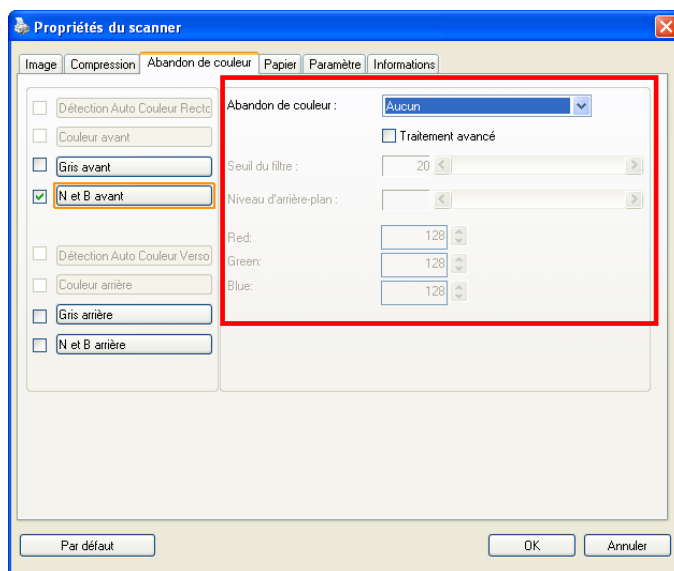 Propriétés du scanner
Image Compression Abandon de couleur Papier Paramètre Informations
Détection Auto Couleur Recto
Couleur avant
Gris avant
N et B avant
Détection Auto Couleur Verso
Couleur arrière
Gris arrière
N et B arrière
Abandon de couleur : Aucun
Traitement avancé
Seuil du filtre : 20
Niveau d'arrière-plan :
Red: 128
Green: 128
Blue: 128
Par défaut OK Annuler